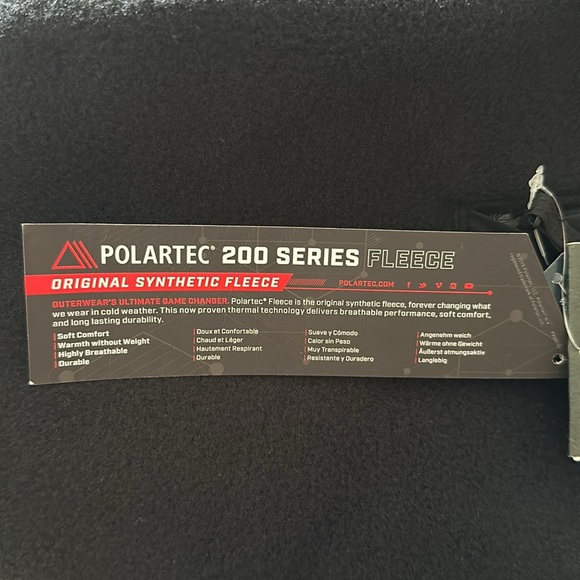 POLARTEC® 200 SERIES FLEECE
ORIGINAL SYNTHETIC FLEECE
POLARTEC.COM
OUTERWEAR'S ULTIMATE GAME CHANGER. Polartec® Fleece is the original synthetic fleece, forever changing what
we wear in cold weather. This now proven thermal technology delivers breathable performance, soft comfort,
and long lasting durability.
Soft Comfort
Warmth without Weight
Highly Breathable
Durable
Doux et Confortable
Chaud et Léger
Hautement Respirant
Durable
Suave y Cómodo
Calor sin Peso
Muy Transpirable
Resistente y Duradero
Angenehm weich
Wärme ohne Gewicht
Äußerst atmungsaktiv
Langlebig